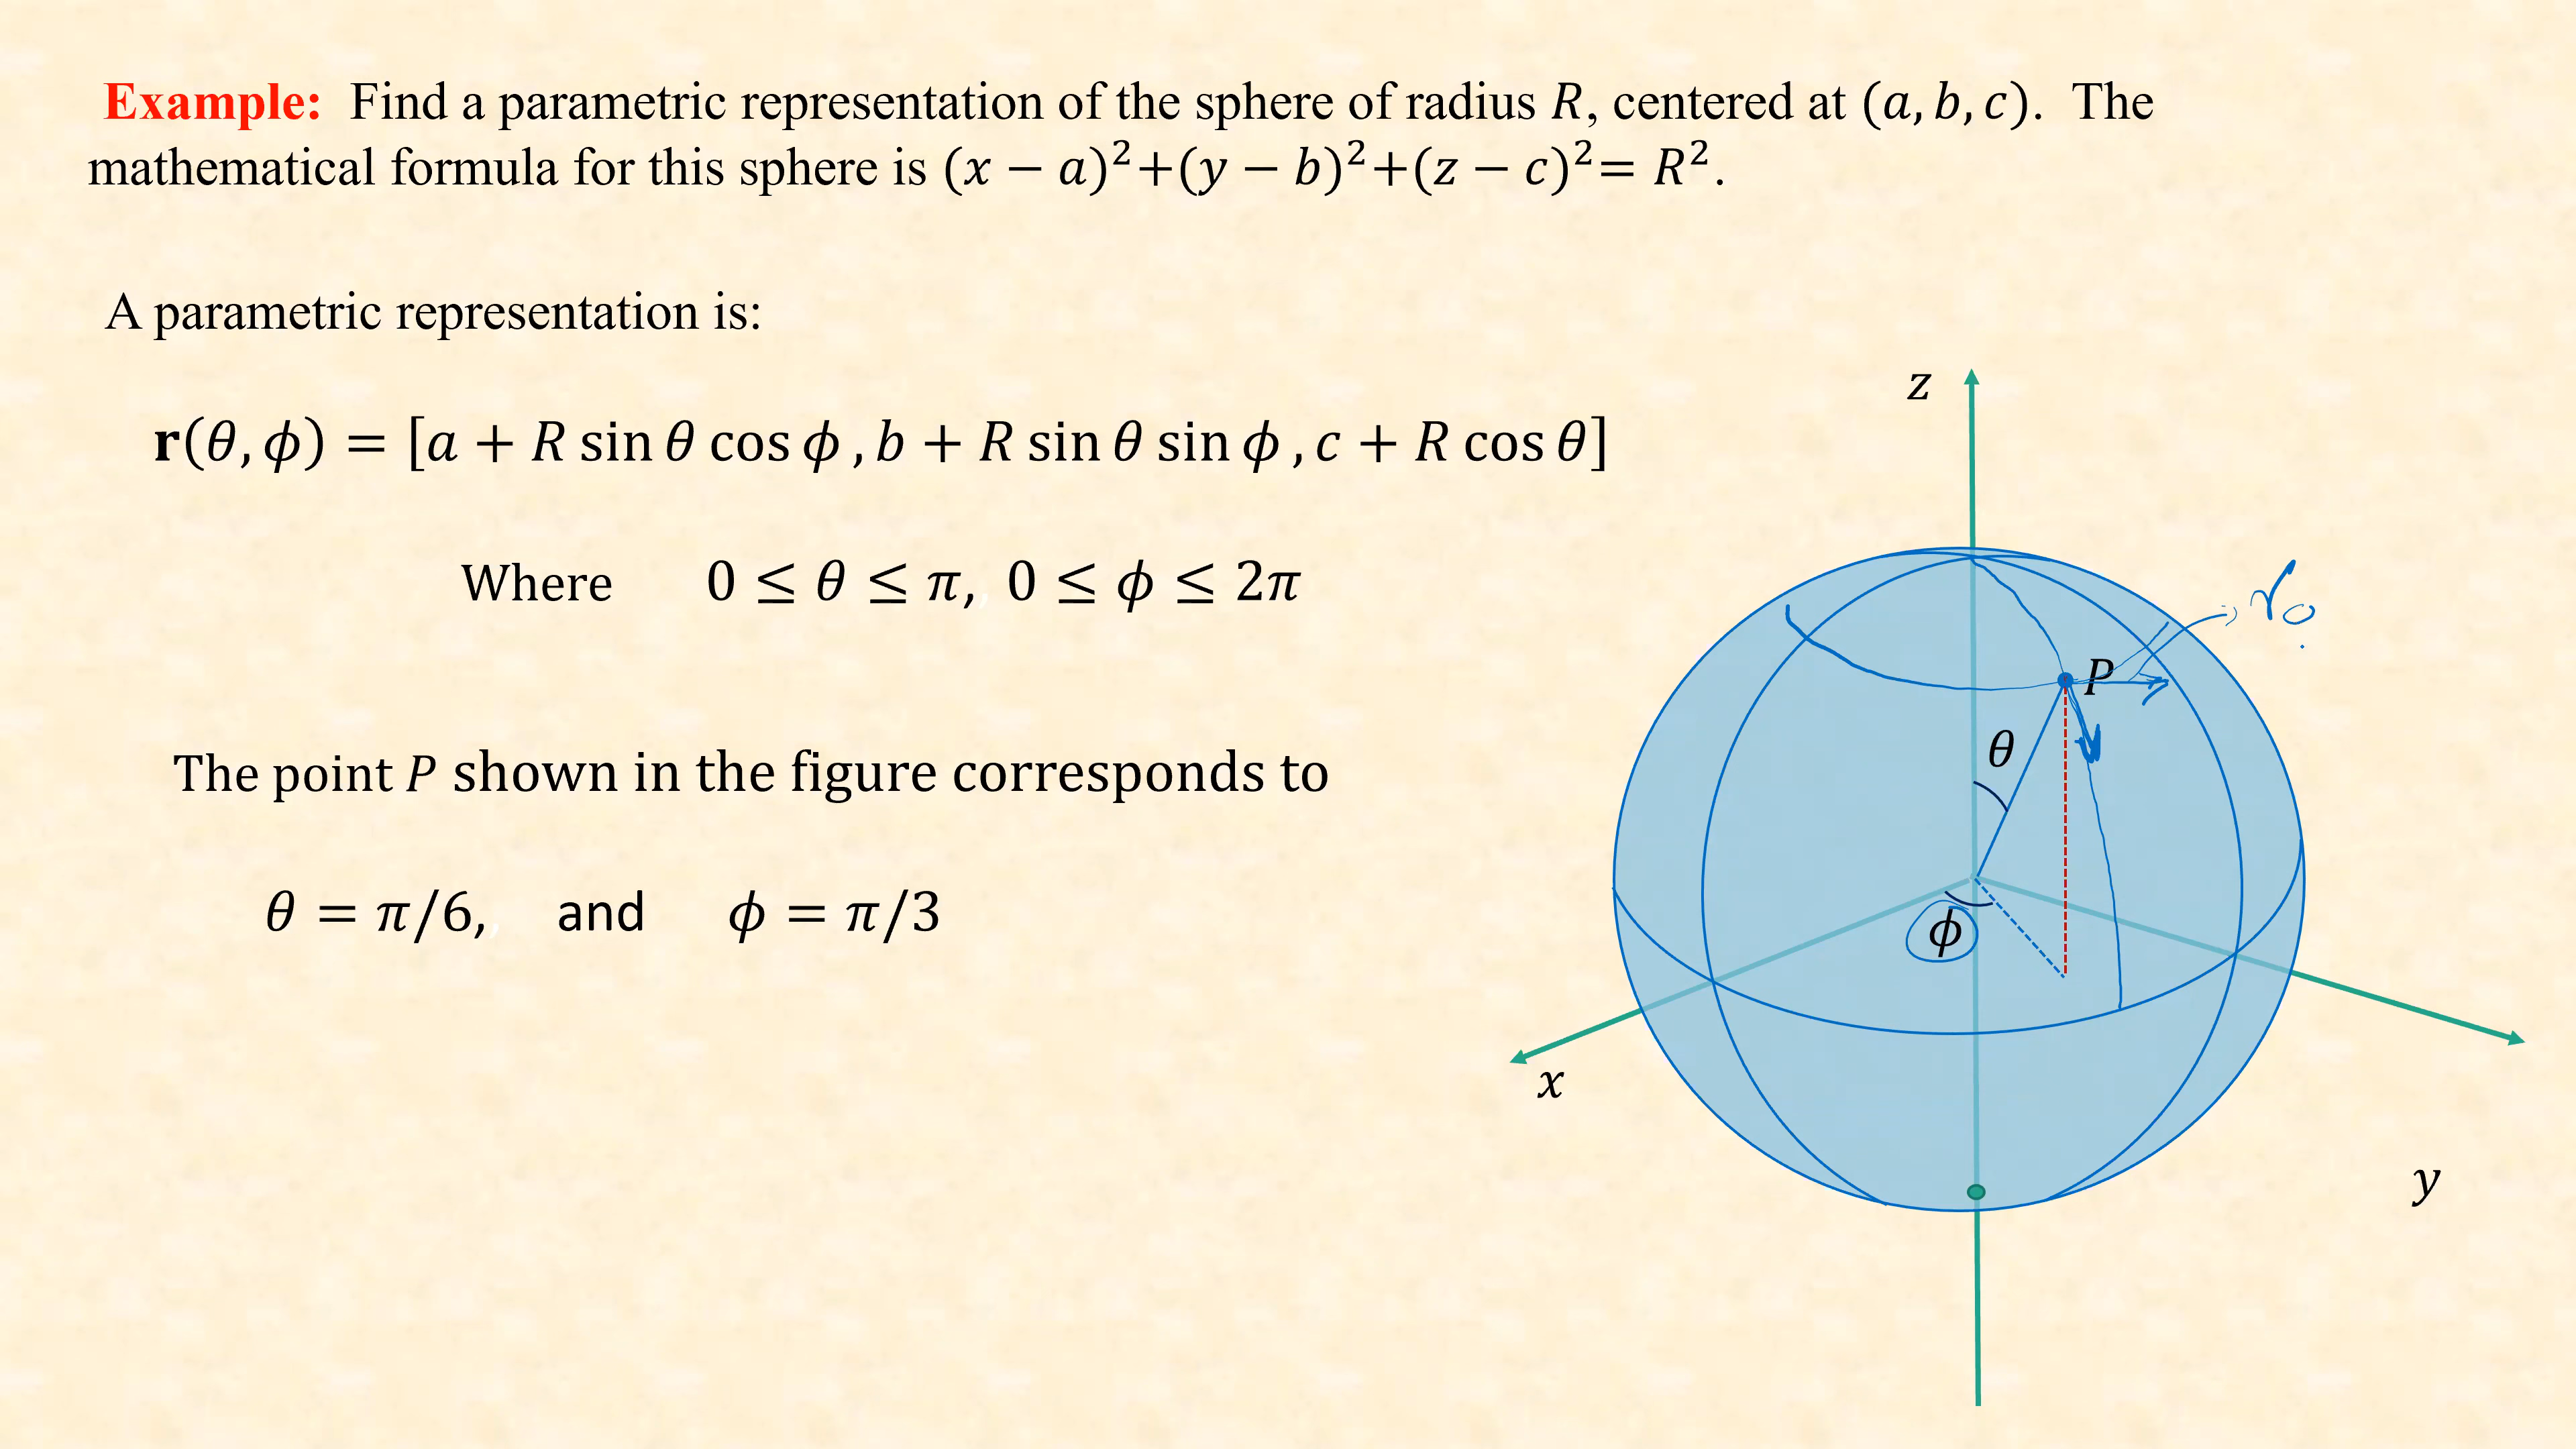 Example: Find a parametric representation of the sphere of radius R, centered at (a, b, c). The
mathematical formula for this sphere is (x − a)²+(y − b)²+(z − c)²= R².
A parametric representation is:
r(θ, ϕ) = [a + R sin θ cos ϕ , b + R sin θ sin ϕ , c + R cos θ]
Where 0 ≤ θ ≤ π, 0 ≤ ϕ ≤ 2π
The point P shown in the figure corresponds to
θ = π/6, and ϕ = π/3
z
P
θ
ϕ
x
y